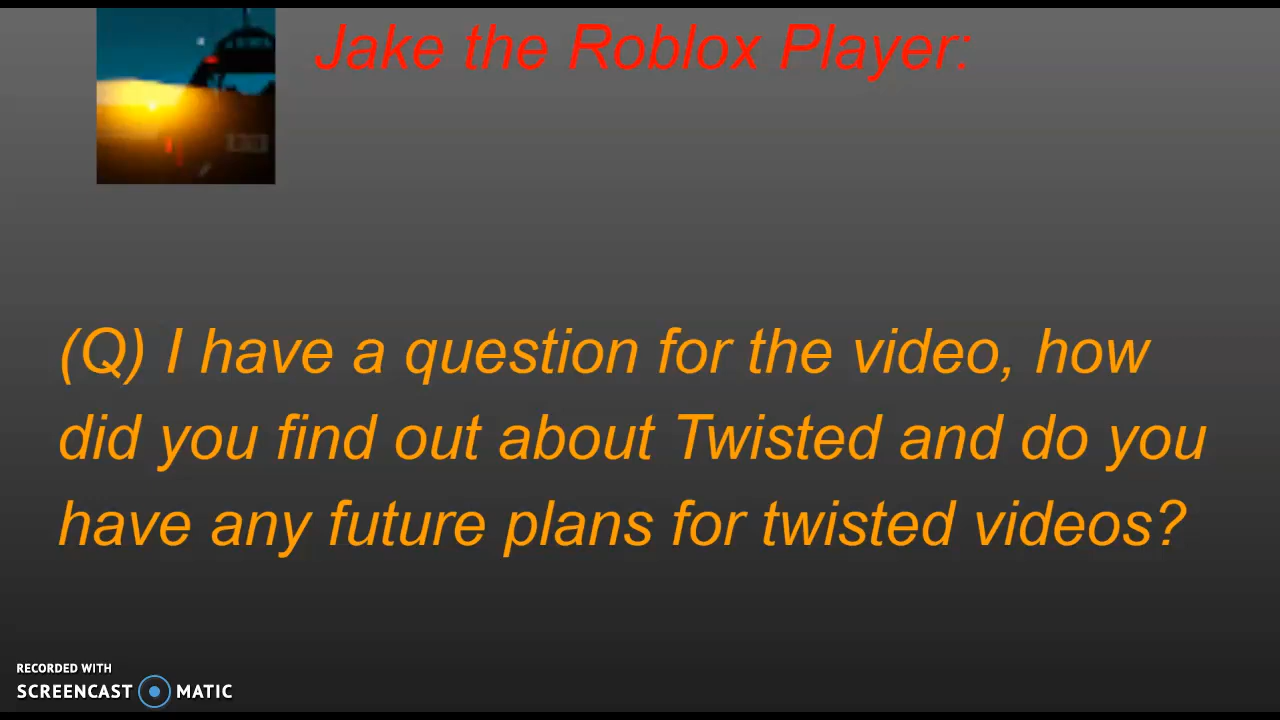 Jake the Roblox Player:
(Q) I have a question for the video, how
did you find out about Twisted and do you
have any future plans for twisted videos?
RECORDED WITH
SCREENCAST MATIC